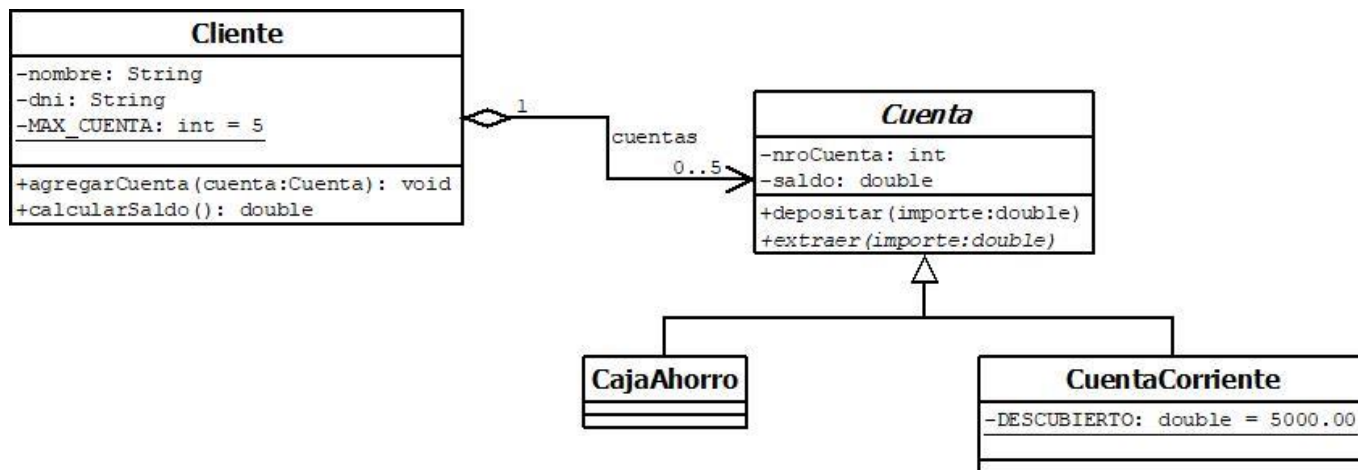 Cliente
-nombre: String
-dni: String
-MAX_CUENTA: int = 5
+agregarCuenta(cuenta:Cuenta): void
+calcularSaldo(): double
1
cuentas
0..5
Cuenta
-nroCuenta: int
-saldo: double
+depositar(importe:double)
+extraer(importe:double)
CajaAhorro
CuentaCorriente
-DESCUBIERTO: double = 5000.00